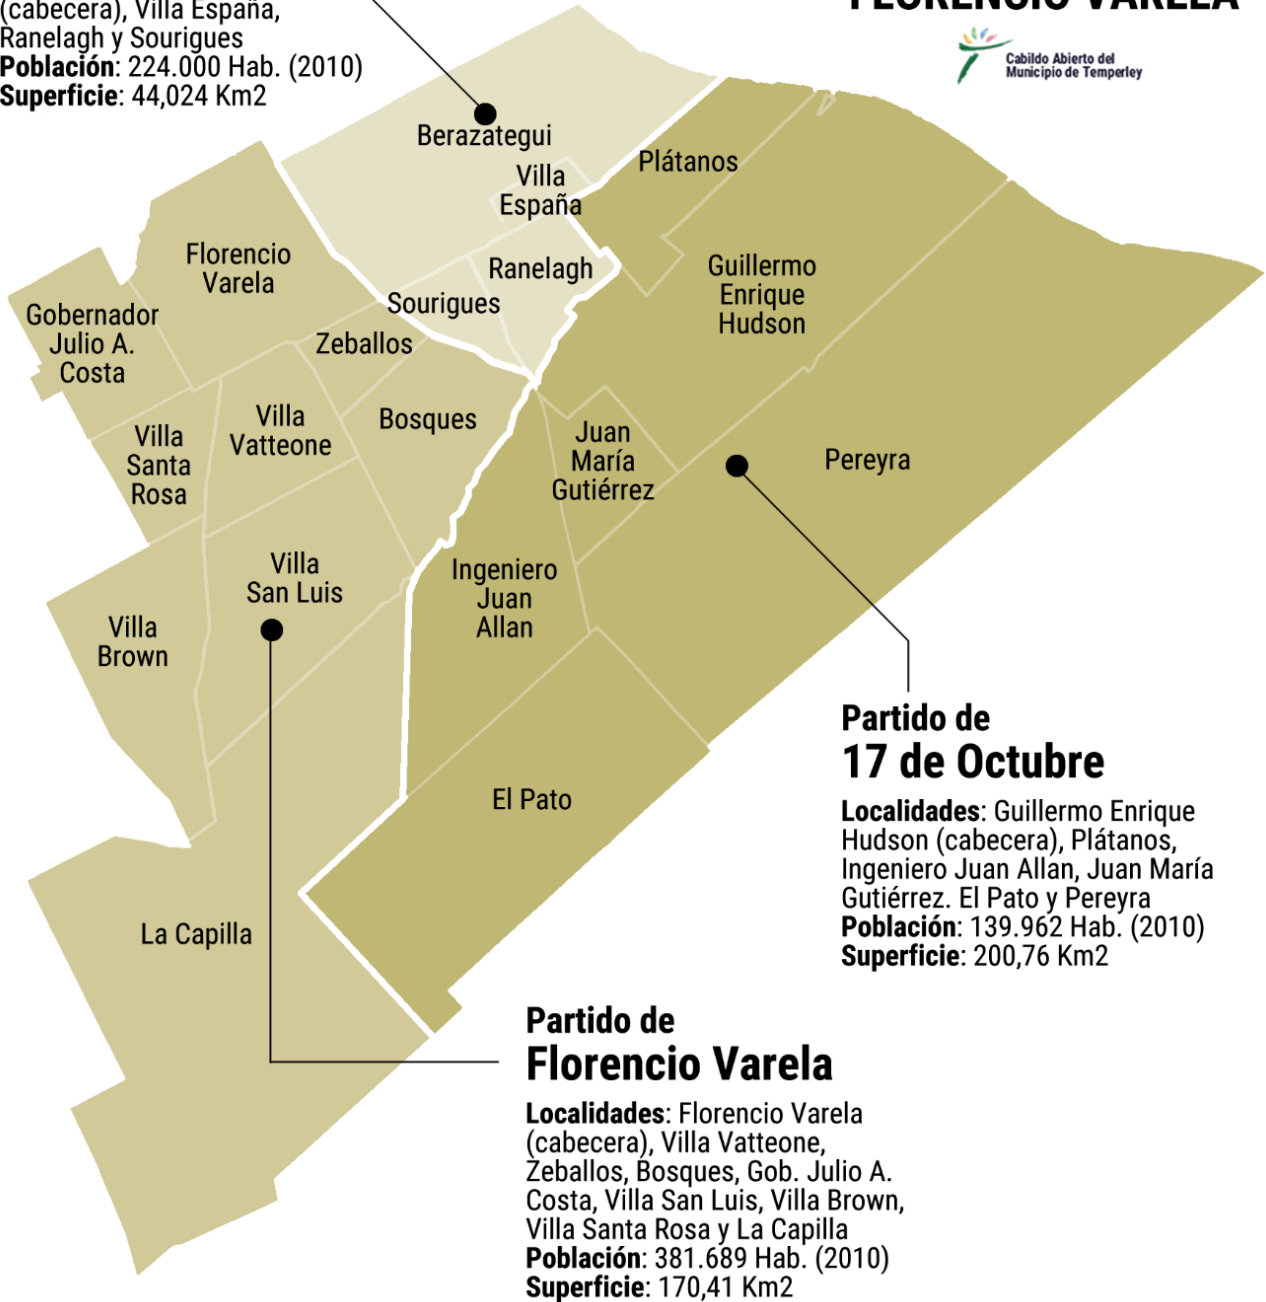 (cabecera), Villa España,
Ranelagh y Sourigues
Población: 224.000 Hab. (2010)
Superficie: 44,024 Km2
FLORENCIO VARELA
Cabildo Abierto del
Municipio de Temperley
Berazategui
Villa
España
Plátanos
Florencio
Varela
Ranelagh
Guillermo
Enrique
Hudson
Sourigues
Gobernador
Julio A.
Costa
Zeballos
Villa
Vatteone
Bosques
Villa
Santa
Rosa
Juan
María
Gutiérrez
Pereyra
Villa
San Luis
Ingeniero
Juan
Allan
Villa
Brown
El Pato
La Capilla
Partido de
17 de Octubre
Localidades: Guillermo Enrique
Hudson (cabecera), Plátanos,
Ingeniero Juan Allan, Juan María
Gutiérrez. El Pato y Pereyra
Población: 139.962 Hab. (2010)
Superficie: 200,76 Km2
Partido de
Florencio Varela
Localidades: Florencio Varela
(cabecera), Villa Vatteone,
Zeballos, Bosques, Gob. Julio A.
Costa, Villa San Luis, Villa Brown,
Villa Santa Rosa y La Capilla
Población: 381.689 Hab. (2010)
Superficie: 170,41 Km2